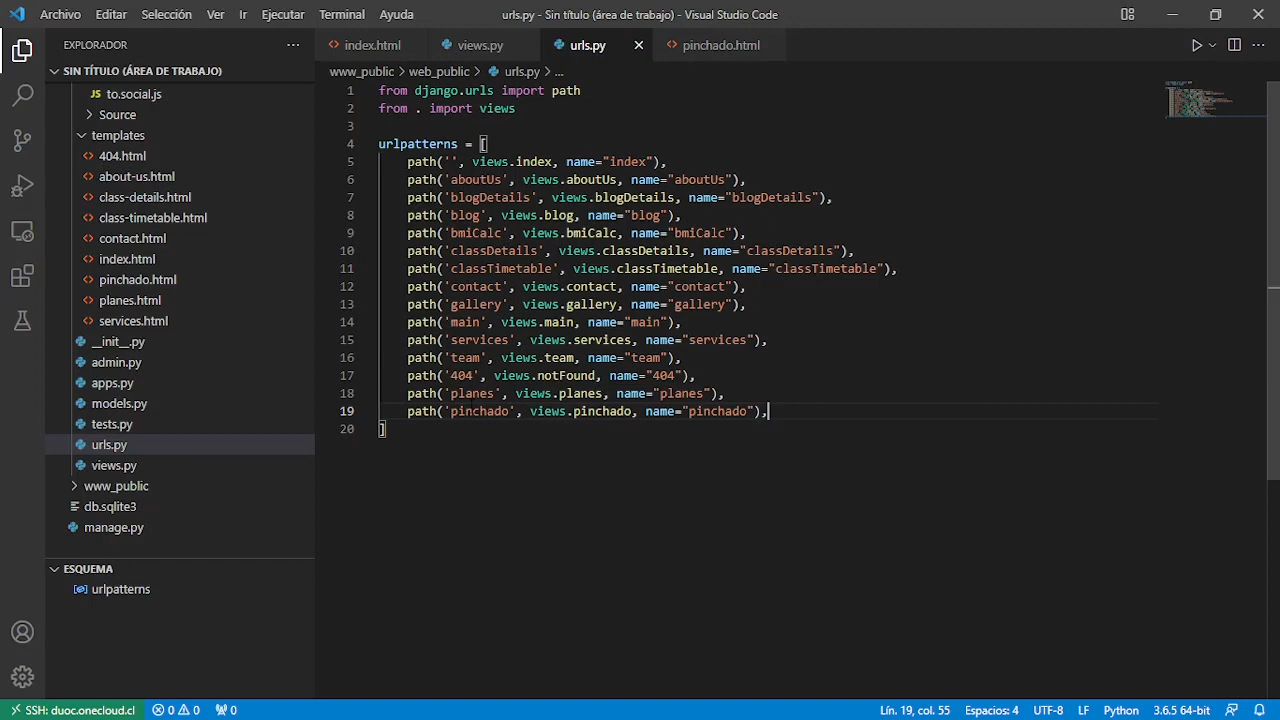 Archivo Editar Selección Ver Ir Ejecutar Terminal Ayuda
urls.py - Sin título (área de trabajo) - Visual Studio Code
EXPLORADOR
SIN TÍTULO (ÁREA DE TRABAJO)
JS to.social.js
Source
templates
404.html
about-us.html
class-details.html
class-timetable.html
contact.html
index.html
pinchado.html
planes.html
services.html
__init__.py
admin.py
apps.py
models.py
tests.py
urls.py
views.py
www_public
db.sqlite3
manage.py
ESQUEMA
urlpatterns
index.html views.py urls.py pinchado.html
www_public > web_public > urls.py > ...
1 from django.urls import path
2 from . import views
3
4 urlpatterns = [
5 path('', views.index, name="index"),
6 path('aboutUs', views.aboutUs, name="aboutUs"),
7 path('blogDetails', views.blogDetails, name="blogDetails"),
8 path('blog', views.blog, name="blog"),
9 path('bmiCalc', views.bmiCalc, name="bmiCalc"),
10 path('classDetails', views.classDetails, name="classDetails"),
11 path('classTimetable', views.classTimetable, name="classTimetable"),
12 path('contact', views.contact, name="contact"),
13 path('gallery', views.gallery, name="gallery"),
14 path('main', views.main, name="main"),
15 path('services', views.services, name="services"),
16 path('team', views.team, name="team"),
17 path('404', views.notFound, name="404"),
18 path('planes', views.planes, name="planes"),
19 path('pinchado', views.pinchado, name="pinchado"),
20 ]
SSH: duoc.onecloud.cl 0 0 0 Lín. 19, col. 55 Espacios: 4 UTF-8 LF Python 3.6.5 64-bit